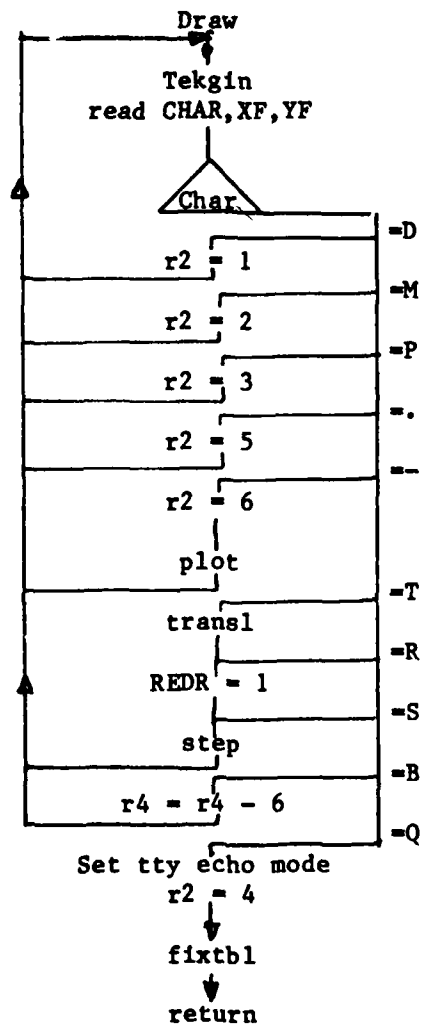 Draw
Tekgin
read CHAR,XF,YF
Char
=D
r2 = 1
=M
r2 = 2
=P
r2 = 3
=.
r2 = 5
=-
r2 = 6
plot
=T
transl
=R
REDR = 1
=S
step
=B
r4 = r4 - 6
=Q
Set tty echo mode
r2 = 4
fixtbl
return